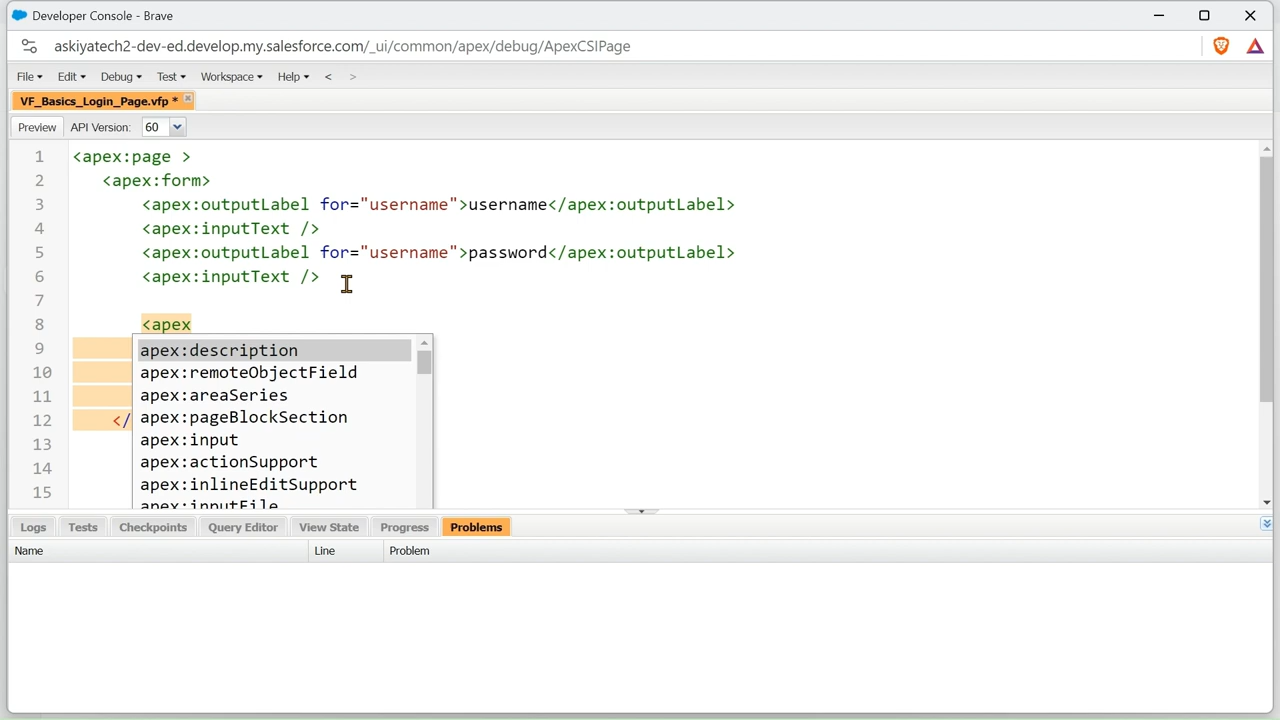 Developer Console - Brave
askiyatech2-dev-ed.develop.my.salesforce.com/_ui/common/apex/debug/ApexCSIPage
File Edit Debug Test Workspace Help < >
VF_Basics_Login_Page.vfp *
Preview API Version: 60
1 <apex:page >
2 <apex:form>
3 <apex:outputLabel for="username">username</apex:outputLabel>
4 <apex:inputText />
5 <apex:outputLabel for="username">password</apex:outputLabel>
6 <apex:inputText />
7
8 <apex
9 apex:description
10 apex:remoteObjectField
11 apex:areaSeries
12 </ apex:pageBlockSection
13 apex:input
14 apex:actionSupport
15 apex:inlineEditSupport
apex:inputFile
Logs Tests Checkpoints Query Editor View State Progress Problems
Name Line Problem